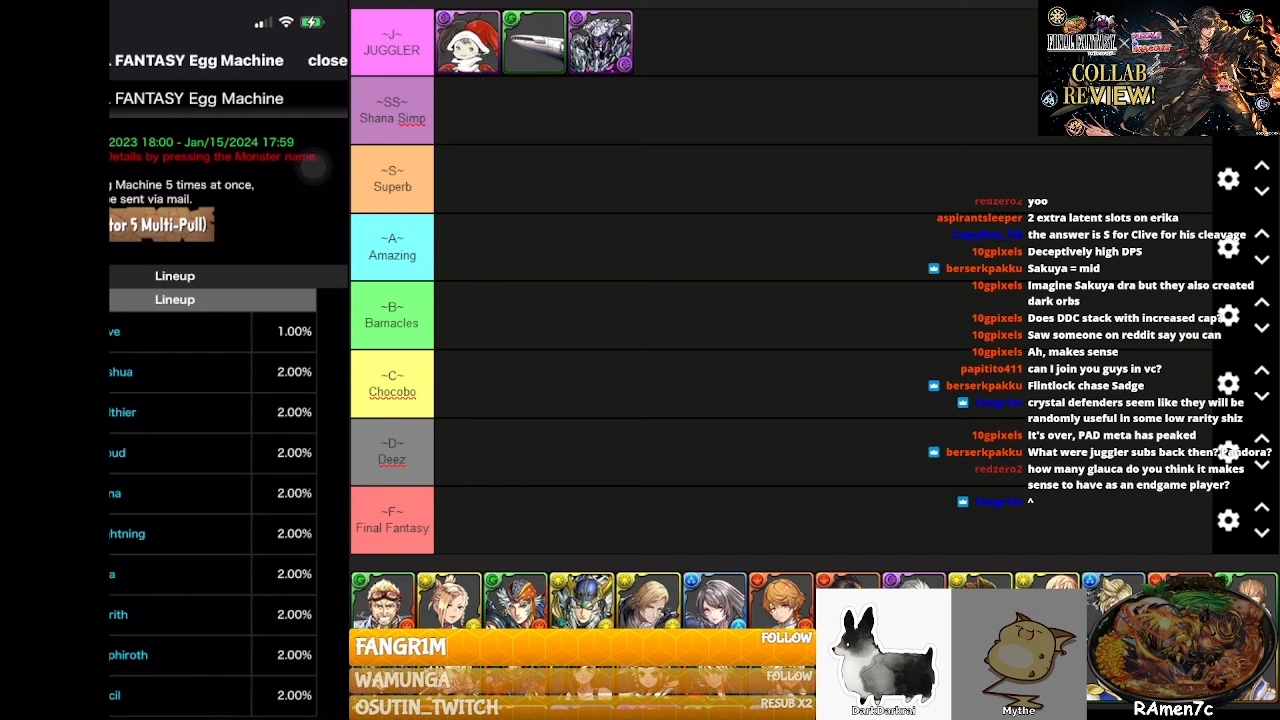 FANTASY Egg Machine close
FANTASY Egg Machine
2023 18:00 - Jan/15/2024 17:59
Details by pressing the Monster name
g Machine 5 times at once,
be sent via mail.
for 5 Multi-Pull)
Lineup
Lineup
ve 1.00%
shua 2.00%
lthier 2.00%
oud 2.00%
na 2.00%
ghtning 2.00%
a 2.00%
rith 2.00%
phiroth 2.00%
cil 2.00%
~J~
JUGGLER
~SS~
Shana Simp
~S~
Superb
~A~
Amazing
~B~
Barnacles
~C~
Chocobo
~D~
Deez
~F~
Final Fantasy
FINAL FANTASY
COLLAB
REVIEW!
redzero2 yoo
aspirantsleeper 2 extra latent slots on erika
the answer is S for Clive for his cleavage
10gpixels Deceptively high DPS
berserkpakku Sakuya = mid
10gpixels Imagine Sakuya dra but they also created
dark orbs
10gpixels Does DDC stack with increased cap?
10gpixels Saw someone on reddit say you can
10gpixels Ah, makes sense
papitito411 can I join you guys in vc?
berserkpakku Flintlock chase Sadge
Fangr1m crystal defenders seem like they will be
randomly useful in some low rarity shiz
10gpixels It's over, PAD meta has peaked
berserkpakku What were juggler subs back then? Pandora?
redzero2 how many glauca do you think it makes
sense to have as an endgame player?
Fangr1m ^
FANGR1M FOLLOW
WAMUNGA FOLLOW
OSUTIN_TWITCH RESUB X2
DarkDarkrai
Mythe
RAmen7c